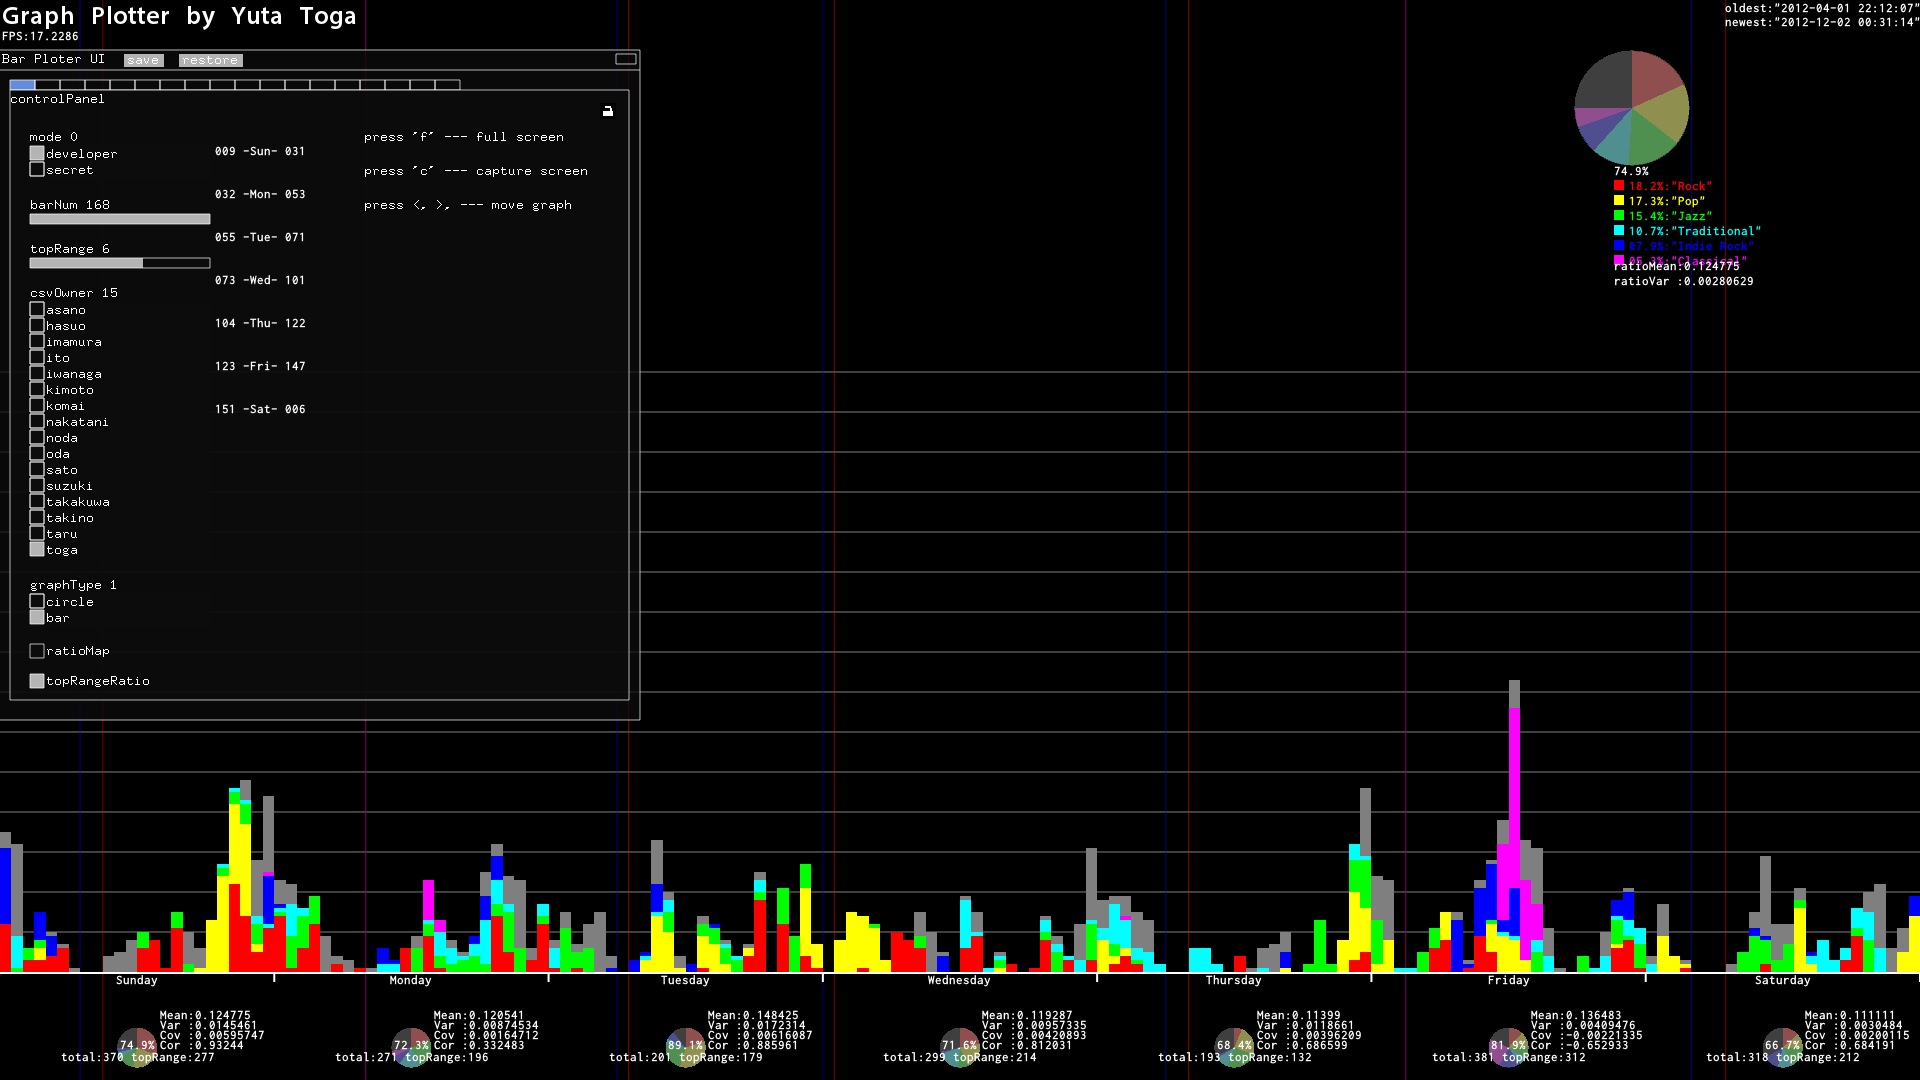 Graph Plotter by Yuta Toga
FPS:17.2286
oldest:"2012-04-01 22:12:07"
newest:"2012-12-02 00:31:14"
Bar Ploter UI save restore
controlPanel
mode 0
developer
secret
barNum 168
topRange 6
csvOwner 15
asano
hasuo
imamura
ito
iwanaga
kimoto
komai
nakatani
noda
oda
sato
suzuki
takakuwa
takino
taru
toga
graphType 1
circle
bar
ratioMap
topRangeRatio
009 -Sun- 031
032 -Mon- 053
055 -Tue- 071
073 -Wed- 101
104 -Thu- 122
123 -Fri- 147
151 -Sat- 006
press 'f' --- full screen
press 'c' --- capture screen
press <, >, --- move graph
74.9%
18.2%:"Rock"
17.3%:"Pop"
15.4%:"Jazz"
10.7%:"Traditional"
07.9%:"Indie Rock"
"Classical"
ratioMean:0.124775
ratioVar :0.00280629
Sunday Monday Tuesday Wednesday Thursday Friday Saturday
Mean:0.124775
Var :0.0145461
Cov :0.00595747
Cor :0.93244
74.9%
total:370 topRange:277
Mean:0.120541
Var :0.00874534
Cov :0.00164712
Cor :0.332483
72.3%
total:271 topRange:196
Mean:0.148425
Var :0.0172314
Cov :0.00616087
Cor :0.885961
89.1%
total:201 topRange:179
Mean:0.119287
Var :0.00957335
Cov :0.00420893
Cor :0.812031
71.6%
total:299 topRange:214
Mean:0.11399
Var :0.0118661
Cov :0.00396209
Cor :0.686599
68.4%
total:193 topRange:132
Mean:0.136483
Var :0.00409476
Cov :-0.00221335
Cor :-0.652933
81.9%
total:381 topRange:312
Mean:0.111111
Var :0.0030484
Cov :0.00200115
Cor :0.684191
66.7%
total:318 topRange:212